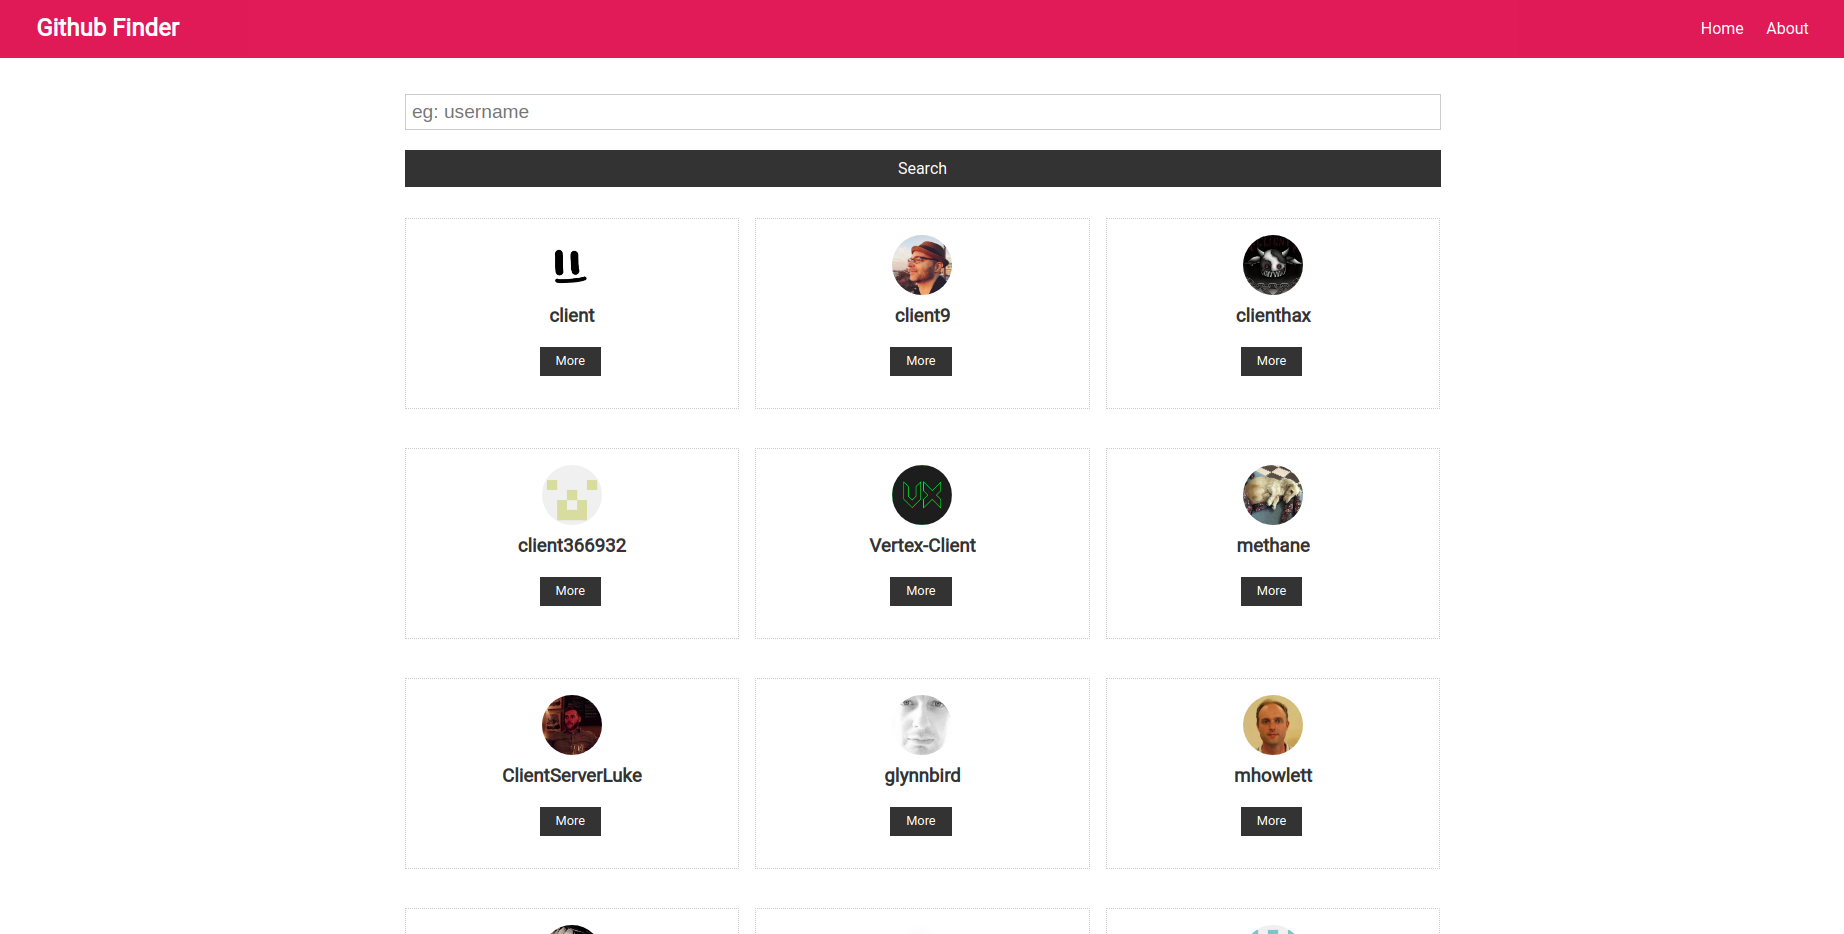 Github Finder
Home About
eg: username
Search
client
client9
clienthax
More
More
More
VX
client366932
Vertex-Client
methane
More
More
More
ClientServerLuke
glynnbird
mhowlett
More
More
More